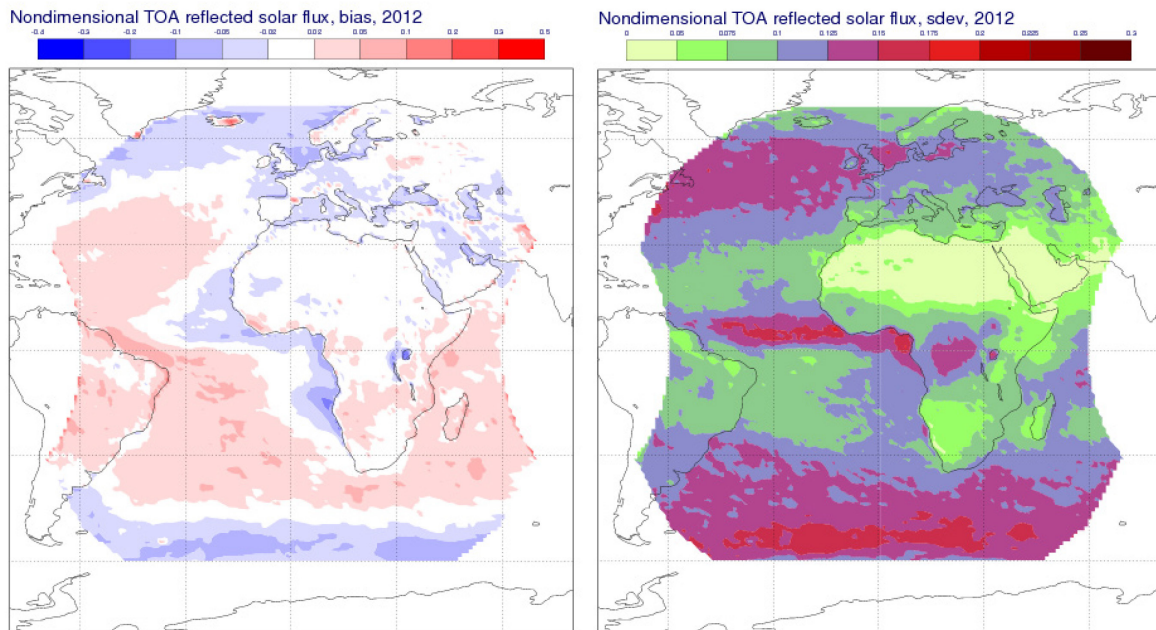 Nondimensional TOA reflected solar flux, bias, 2012
-0.4 -0.3 -0.2 -0.1 -0.05 -0.02 0.02 0.05 0.1 0.2 0.3 0.5
Nondimensional TOA reflected solar flux, sdev, 2012
0 0.05 0.075 0.1 0.125 0.15 0.175 0.2 0.225 0.25 0.3